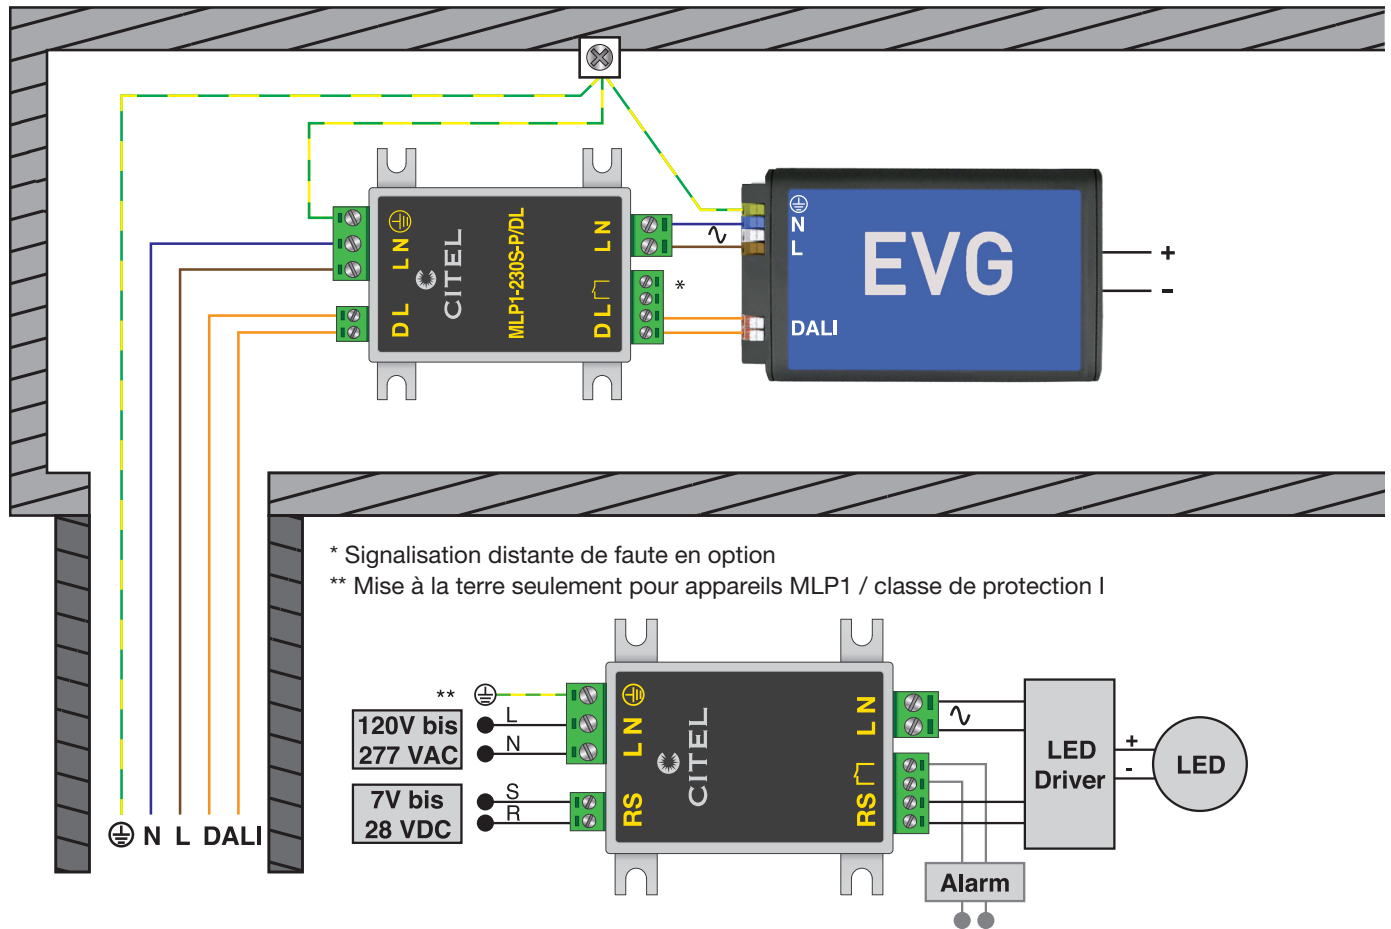 L N
D L
CITEL
MLP1-230S-P/DL
L N
D L
*
N
L
DALI
EVG
+
-
N L DALI
* Signalisation distante de faute en option
** Mise à la terre seulement pour appareils MLP1 / classe de protection I
**
120V bis
277 VAC
L
N
7V bis
28 VDC
S
R
L N
RS
CITEL
L N
RS
Alarm
LED
Driver
+
-
LED